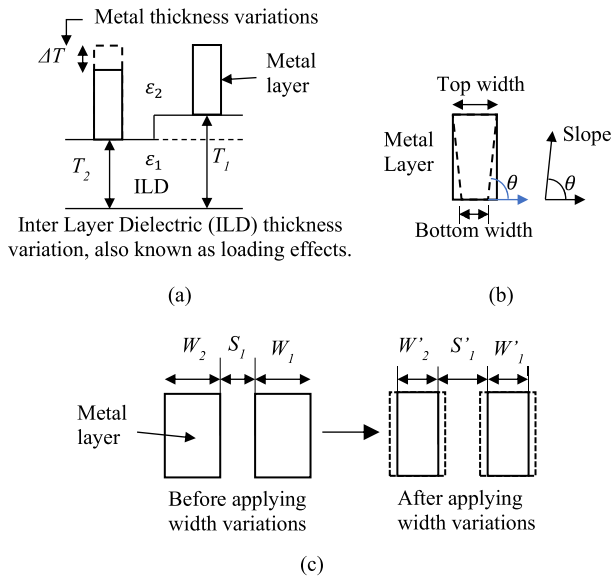 Metal thickness variations
ΔT
Metal
layer
ε2
T2
ε1
T1
ILD
Inter Layer Dielectric (ILD) thickness
variation, also known as loading effects.
(a)
Top width
Metal
Layer
θ
Slope
θ
Bottom width
(b)
W2 S1 W1
Metal
layer
Before applying
width variations
W’2 S’1 W’1
After applying
width variations
(c)